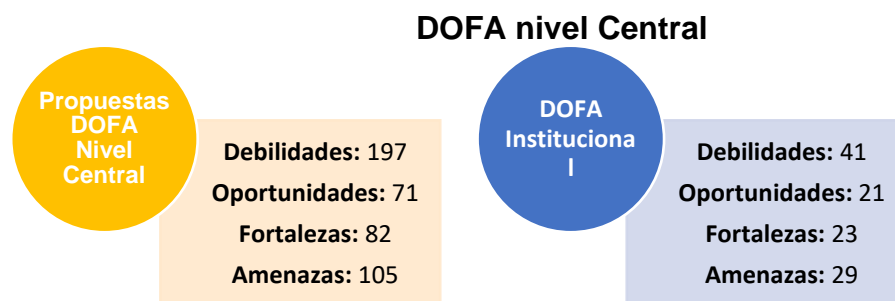 DOFA nivel Central
Propuestas
DOFA
Nivel
Central
Debilidades: 197
Oportunidades: 71
Fortalezas: 82
Amenazas: 105
DOFA
Instituciona
l
Debilidades: 41
Oportunidades: 21
Fortalezas: 23
Amenazas: 29